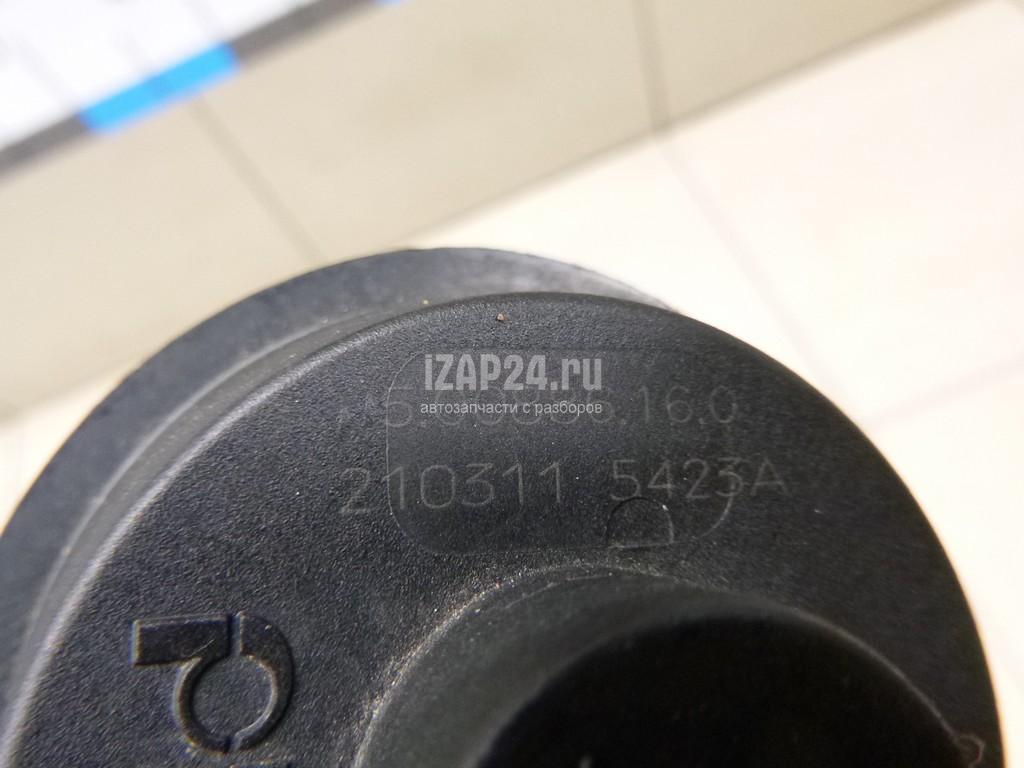 iZAP24.ru
автозапчасти с разборов
210311 5423A